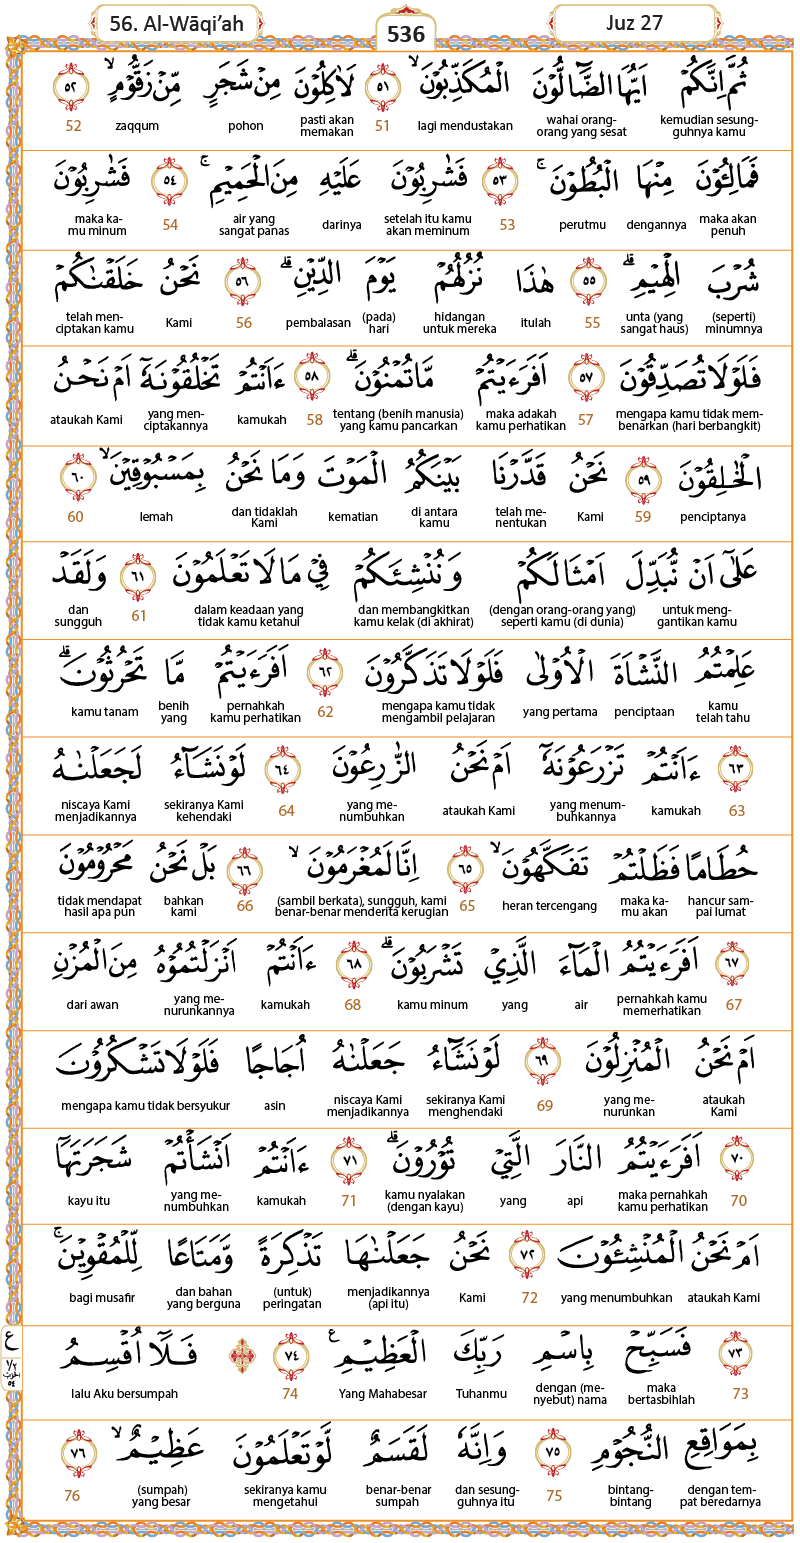 56. Al-Wāqi’ah
536
Juz 27
ثُمَّ اِنَّكُمْ اَيُّهَا الضَّاۤلُّوْنَ الْمُكَذِّبُوْنَۙ ٥١ لَاٰكِلُوْنَ مِنْ شَجَرٍ مِّنْ زَقُّوْمٍۙ ٥٢
kemudian sesungguhnya kamu wahai orang-orang yang sesat lagi mendustakan 51 pasti akan memakan pohon zaqqum 52
فَمَالِـُٔوْنَ مِنْهَا الْبُطُوْنَۚ ٥٣ فَشٰرِبُوْنَ عَلَيْهِ مِنَ الْحَمِيْمِۚ ٥٤ فَشٰرِبُوْنَ
maka akan penuh dengannya perutmu 53 setelah itu kamu akan meminum darinya air yang sangat panas 54 maka kamu minum
شُرْبَ الْهِيْمِۗ ٥٥ هٰذَا نُزُلُهُمْ يَوْمَ الدِّيْنِۗ ٥٦ نَحْنُ خَلَقْنٰكُمْ
(seperti) minumnya unta (yang sangat haus) 55 itulah hidangan untuk mereka (pada) hari pembalasan 56 Kami telah menciptakan kamu
فَلَوْلَا تُصَدِّقُوْنَ ٥٧ اَفَرَءَيْتُمْ مَّا تُمْنُوْنَۗ ٥٨ ءَاَنْتُمْ تَخْلُقُوْنَهٗٓ اَمْ نَحْنُ
mengapa kamu tidak membenarkan (hari berbangkit) 57 maka adakah kamu perhatikan tentang (benih manusia) yang kamu pancarkan 58 kamukah yang menciptakannya ataukah Kami
الْخٰلِقُوْنَ ٥٩ نَحْنُ قَدَّرْنَا بَيْنَكُمُ الْمَوْتَ وَمَا نَحْنُ بِمَسْبُوْقِيْنَۙ ٦٠
penciptanya 59 Kami telah menentukan di antara kamu kematian dan tidaklah Kami lemah 60
عَلٰٓى اَنْ نُّبَدِّلَ اَمْثَالَكُمْ وَنُنْشِئَكُمْ فِيْ مَا لَا تَعْلَمُوْنَ ٦١ وَلَقَدْ
untuk menggantikan kamu (dengan orang-orang yang) seperti kamu (di dunia) dan membangkitkan kamu kelak (di akhirat) dalam keadaan yang tidak kamu ketahui 61 dan sungguh
عَلِمْتُمُ النَّشْاَةَ الْاُوْلٰى فَلَوْلَا تَذَكَّرُوْنَ ٦٢ اَفَرَءَيْتُمْ مَّا تَحْرُثُوْنَۗ
kamu telah tahu penciptaan yang pertama mengapa kamu tidak mengambil pelajaran 62 pernahkah kamu perhatikan benih yang kamu tanam
٦٣ ءَاَنْتُمْ تَزْرَعُوْنَهٗٓ اَمْ نَحْنُ الزّٰرِعُوْنَ ٦٤ لَوْ نَشَاۤءُ لَجَعَلْنٰهُ
63 kamukah yang menumbuhkannya ataukah Kami yang menumbuhkan 64 sekiranya Kami kehendaki niscaya Kami menjadikannya
حُطَامًا فَظَلْتُمْ تَفَكَّهُوْنَۙ ٦٥ اِنَّا لَمُغْرَمُوْنَۙ ٦٦ بَلْ نَحْنُ مَحْرُوْمُوْنَ
hancur sampai lumat maka kamu akan heran tercengang 65 (sambil berkata), sungguh, kami benar-benar menderita kerugian 66 bahkan kami tidak mendapat hasil apa pun
٦٧ اَفَرَءَيْتُمُ الْمَاۤءَ الَّذِيْ تَشْرَبُوْنَۗ ٦٨ ءَاَنْتُمْ اَنْزَلْتُمُوْهُ مِنَ الْمُزْنِ
67 pernahkah kamu memerhatikan air yang kamu minum 68 kamukah yang menurunkannya dari awan
اَمْ نَحْنُ الْمُنْزِلُوْنَ ٦٩ لَوْ نَشَاۤءُ جَعَلْنٰهُ اُجَاجًا فَلَوْلَا تَشْكُرُوْنَ
ataukah Kami yang menurunkan 69 sekiranya Kami menghendaki niscaya Kami menjadikannya asin mengapa kamu tidak bersyukur
٧٠ اَفَرَءَيْتُمُ النَّارَ الَّتِيْ تُوْرُوْنَۗ ٧١ ءَاَنْتُمْ اَنْشَأْتُمْ شَجَرَتَهَآ
70 maka pernahkah kamu perhatikan api yang kamu nyalakan (dengan kayu) 71 kamukah yang menumbuhkan kayu itu
اَمْ نَحْنُ الْمُنْشِـُٔوْنَ ٧٢ نَحْنُ جَعَلْنٰهَا تَذْكِرَةً وَّمَتَاعًا لِّلْمُقْوِيْنَۚ
ataukah Kami yang menumbuhkan 72 Kami menjadikannya (api itu) (untuk) peringatan dan bahan yang berguna bagi musafir
٧٣ فَسَبِّحْ بِاسْمِ رَبِّكَ الْعَظِيْمِ ࣖ ٧٤ فَلَآ اُقْسِمُ
73 maka bertasbihlah dengan (menyebut) nama Tuhanmu Yang Mahabesar 74 lalu Aku bersumpah
بِمَوٰقِعِ النُّجُوْمِ ٧٥ وَاِنَّهٗ لَقَسَمٌ لَّوْ تَعْلَمُوْنَ عَظِيْمٌۙ ٧٦
dengan tempat beredarnya bintang-bintang 75 dan sesungguhnya itu benar-benar sumpah sekiranya kamu mengetahui (sumpah) yang besar 76
ع